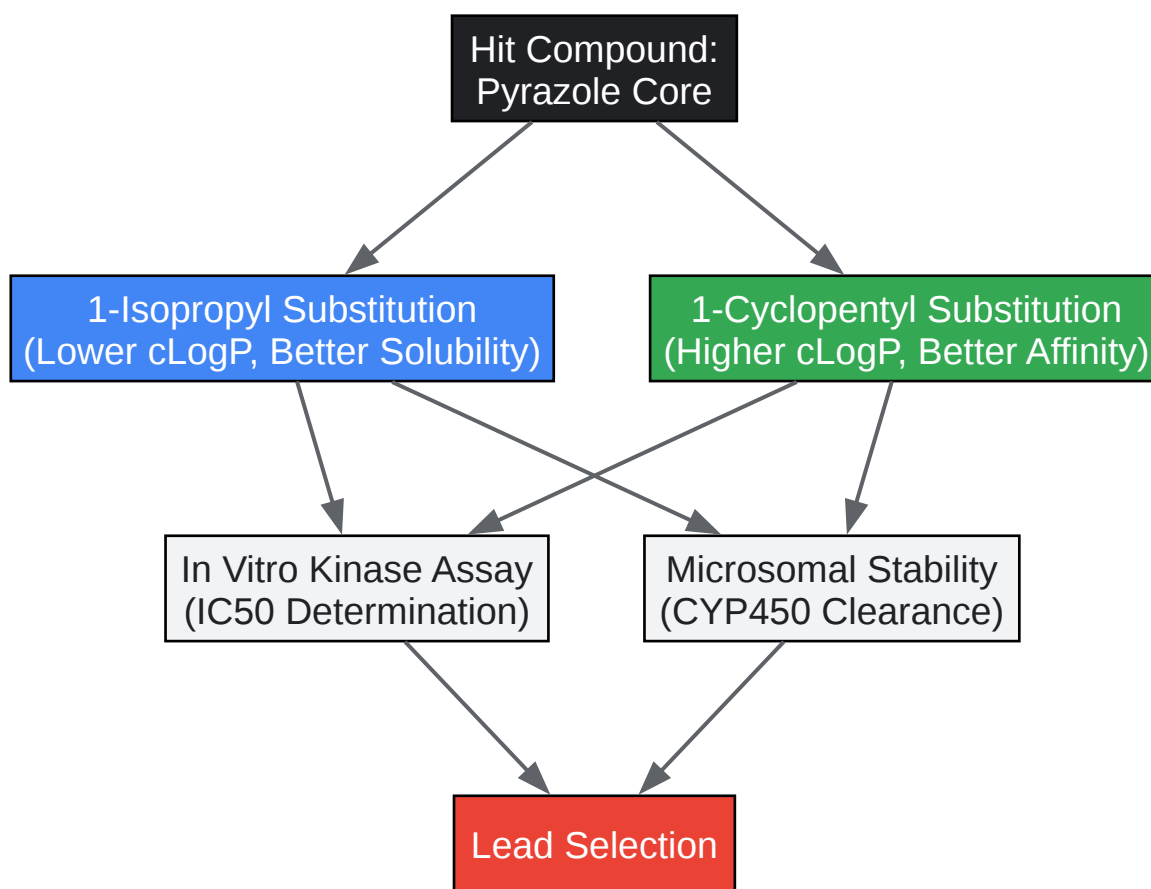 Hit Compound:
Pyrazole Core
1-Isopropyl Substitution
(Lower cLogP, Better Solubility)
1-Cyclopentyl Substitution
(Higher cLogP, Better Affinity)
In Vitro Kinase Assay
(IC50 Determination)
Microsomal Stability
(CYP450 Clearance)
Lead Selection